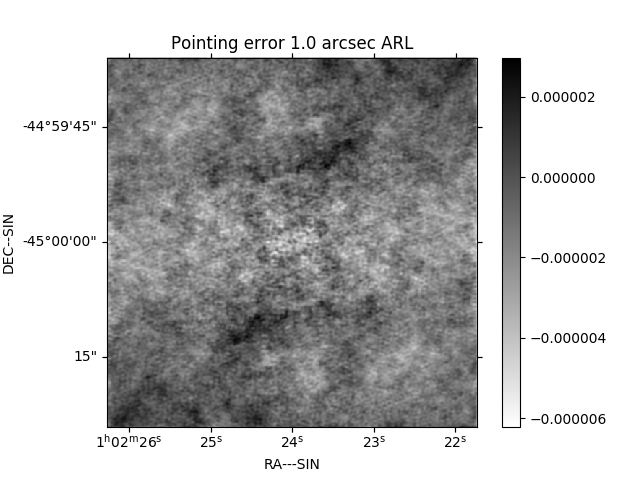 Pointing error 1.0 arcsec ARL
-44°59'45"
-45°00'00"
15"
DEC--SIN
1ʰ02ᵐ26ˢ 25ˢ 24ˢ 23ˢ 22ˢ
RA---SIN
0.000002
0.000000
−0.000002
−0.000004
−0.000006